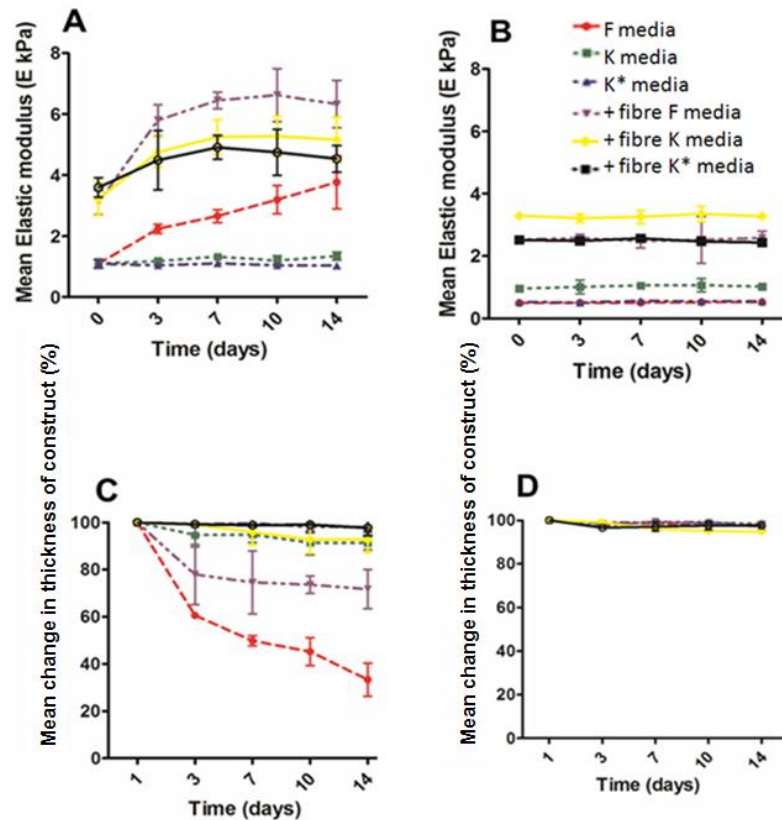 A
Mean Elastic modulus (E kPa)
8
6
4
2
0
0
3
7
10
14
Time (days)
B
Mean Elastic modulus (E kPa)
8
6
4
2
0
0
3
7
10
14
Time (days)
F media
K media
K* media
+ fibre F media
+ fibre K media
+ fibre K* media
C
Mean change in thickness of construct (%)
100
80
60
40
20
0
1
3
7
10
14
Time (days)
D
Mean change in thickness of construct (%)
100
80
60
40
20
0
1
3
7
10
14
Time (days)